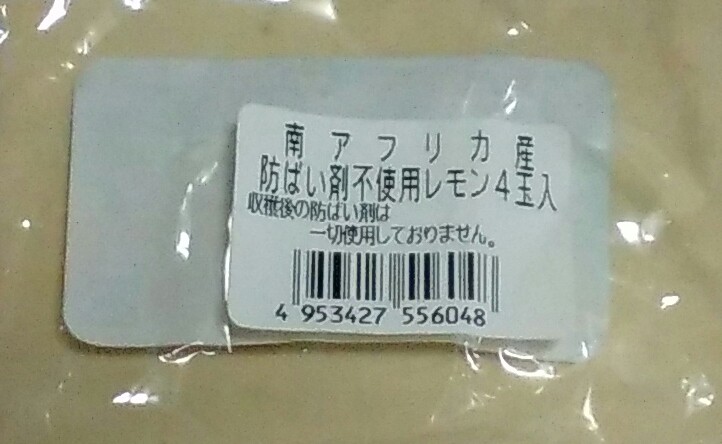 南アフリカ産
防ばい剤不使用レモン4玉入
収穫後の防ばい剤は
一切使用しておりません。
4 953427 556048